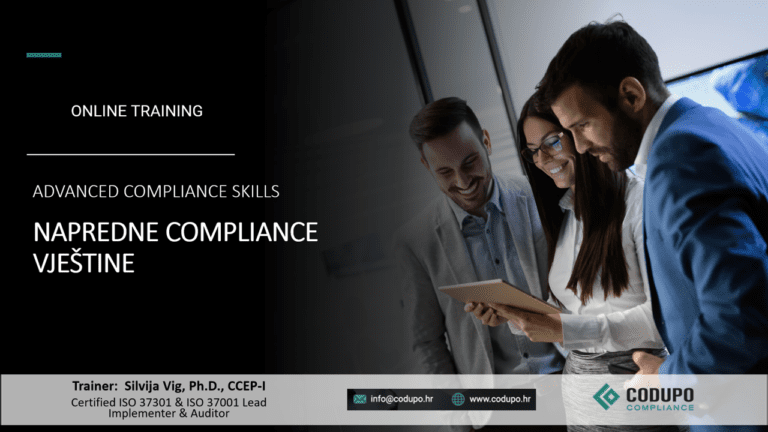 ONLINE TRAINING
ADVANCED COMPLIANCE SKILLS
NAPREDNE COMPLIANCE
VJEŠTINE
Trainer: Silvija Vig, Ph.D., CCEP-I
Certified ISO 37301 & ISO 37001 Lead
Implementer & Auditor
info@codupo.hr
www.codupo.hr
CODUPO
COMPLIANCE